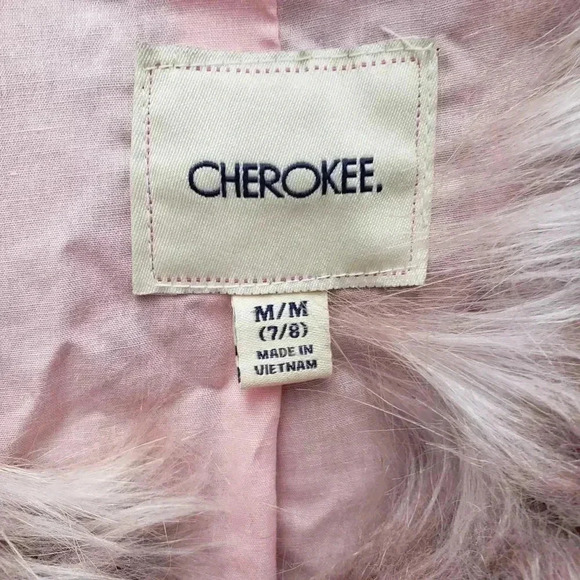 CHEROKEE.
M/M
(7/8)
MADE IN
VIETNAM